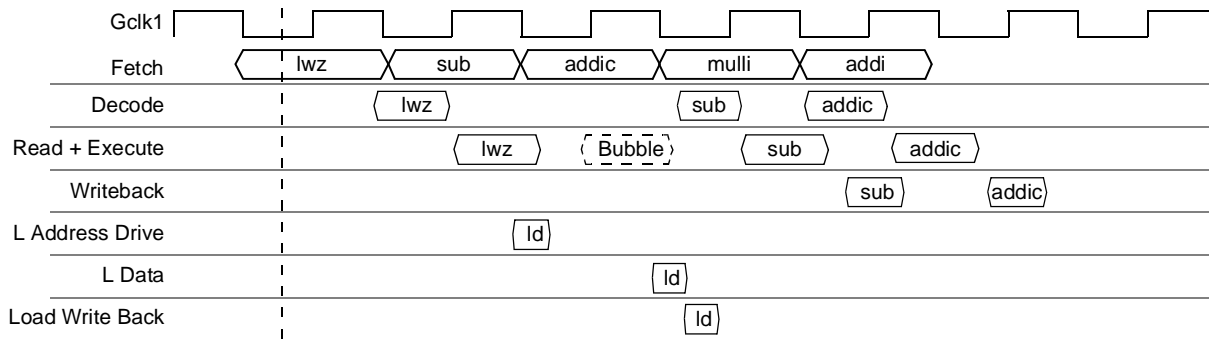 Gclk1
Fetch lwz sub addic mulli addi
Decode lwz sub addic
Read + Execute lwz Bubble sub addic
Writeback sub addic
L Address Drive ld
L Data ld
Load Write Back ld